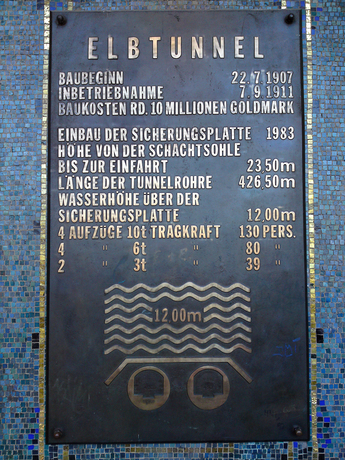 ELBTUNNEL
BAUBEGINN 22.7.1907
INBETRIEBNAHME 7.9.1911
BAUKOSTEN RD. 10 MILLIONEN GOLDMARK
EINBAU DER SICHERUNGSPLATTE 1983
HÖHE VON DER SCHACHTSOHLE
BIS ZUR EINFAHRT 23,50m
LÄNGE DER TUNNELROHRE 426,50m
WASSERHÖHE ÜBER DER
SICHERUNGSPLATTE 12,00m
4 AUFZÜGE 10t TRAGKRAFT 130 PERS.
4 " 6t " 80 "
2 " 3t " 39 "
12,00m